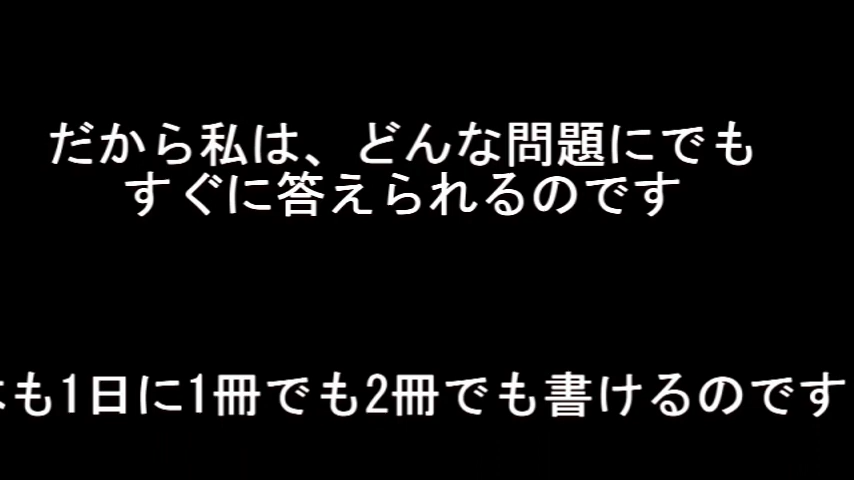 だから私は、どんな問題にでも
すぐに答えられるのです
も1日に1冊でも2冊でも書けるのです